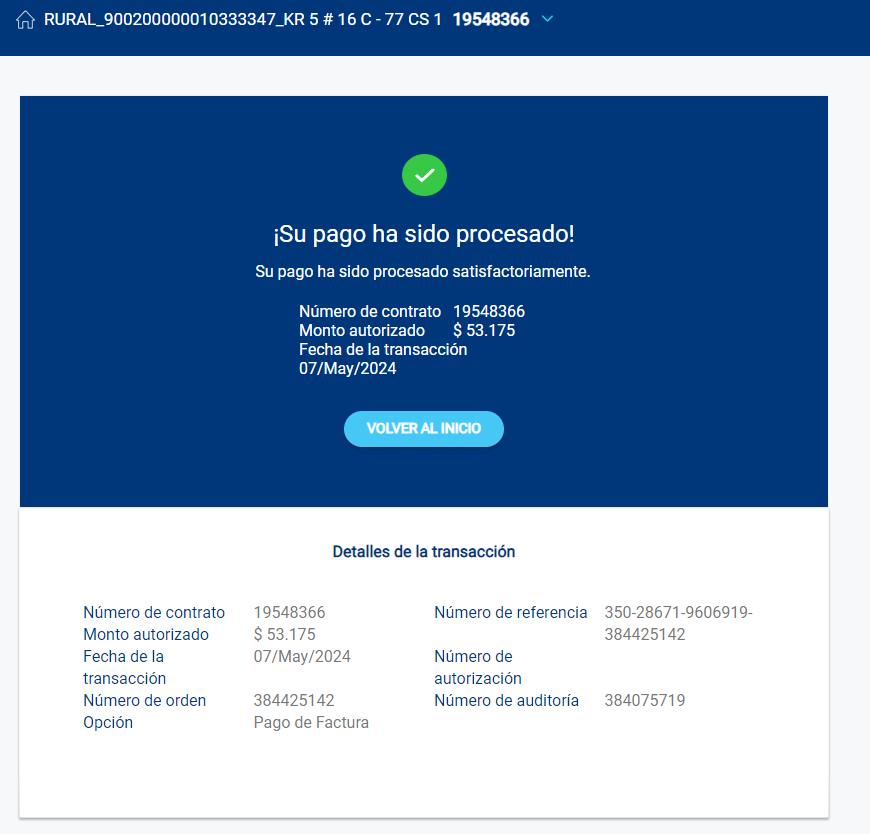 RURAL_900200000010333347_KR 5 # 16 C - 77 CS 1 19548366
¡Su pago ha sido procesado!
Su pago ha sido procesado satisfactoriamente.
Número de contrato 19548366
Monto autorizado $ 53.175
Fecha de la transacción
07/May/2024
VOLVER AL INICIO
Detalles de la transacción
Número de contrato 19548366
Monto autorizado $ 53.175
Fecha de la 07/May/2024
transacción
Número de orden 384425142
Opción Pago de Factura
Número de referencia 350-28671-9606919-
384425142
Número de
autorización
Número de auditoría 384075719